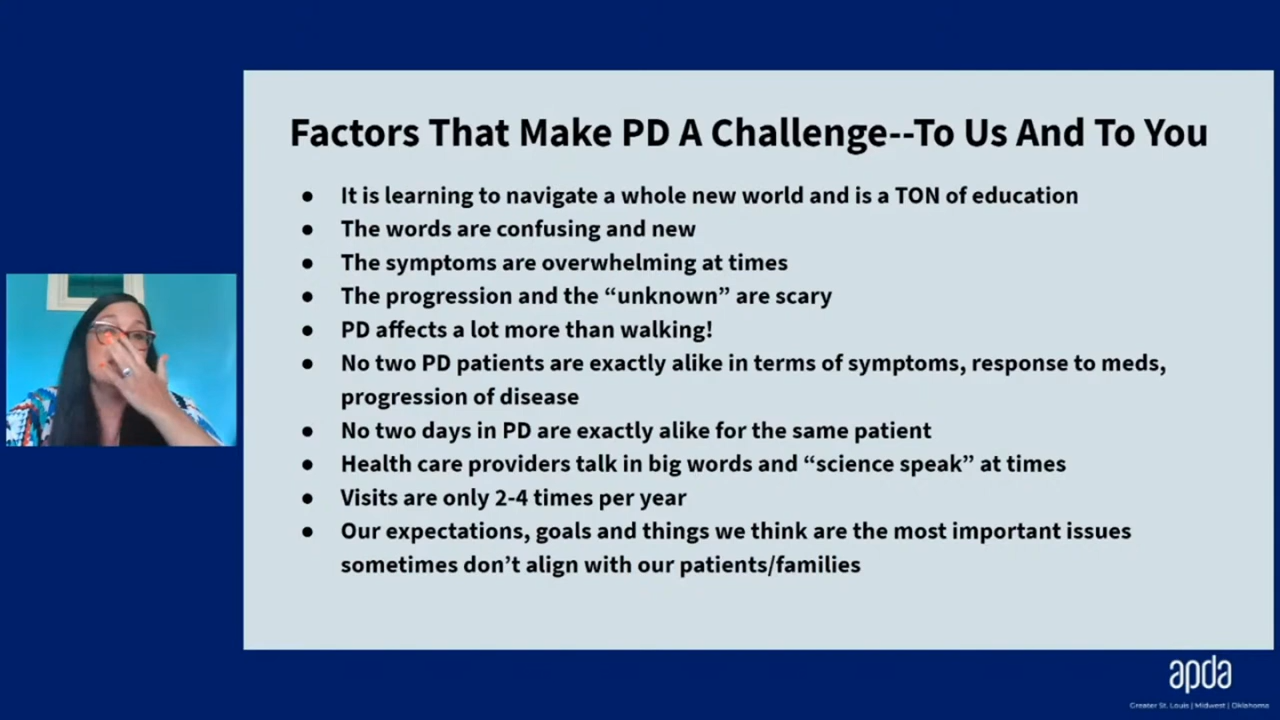 Factors That Make PD A Challenge--To Us And To You
● It is learning to navigate a whole new world and is a TON of education
● The words are confusing and new
● The symptoms are overwhelming at times
● The progression and the “unknown” are scary
● PD affects a lot more than walking!
● No two PD patients are exactly alike in terms of symptoms, response to meds,
progression of disease
● No two days in PD are exactly alike for the same patient
● Health care providers talk in big words and “science speak” at times
● Visits are only 2-4 times per year
● Our expectations, goals and things we think are the most important issues
sometimes don’t align with our patients/families
apda
Greater St. Louis | Midwest | Oklahoma